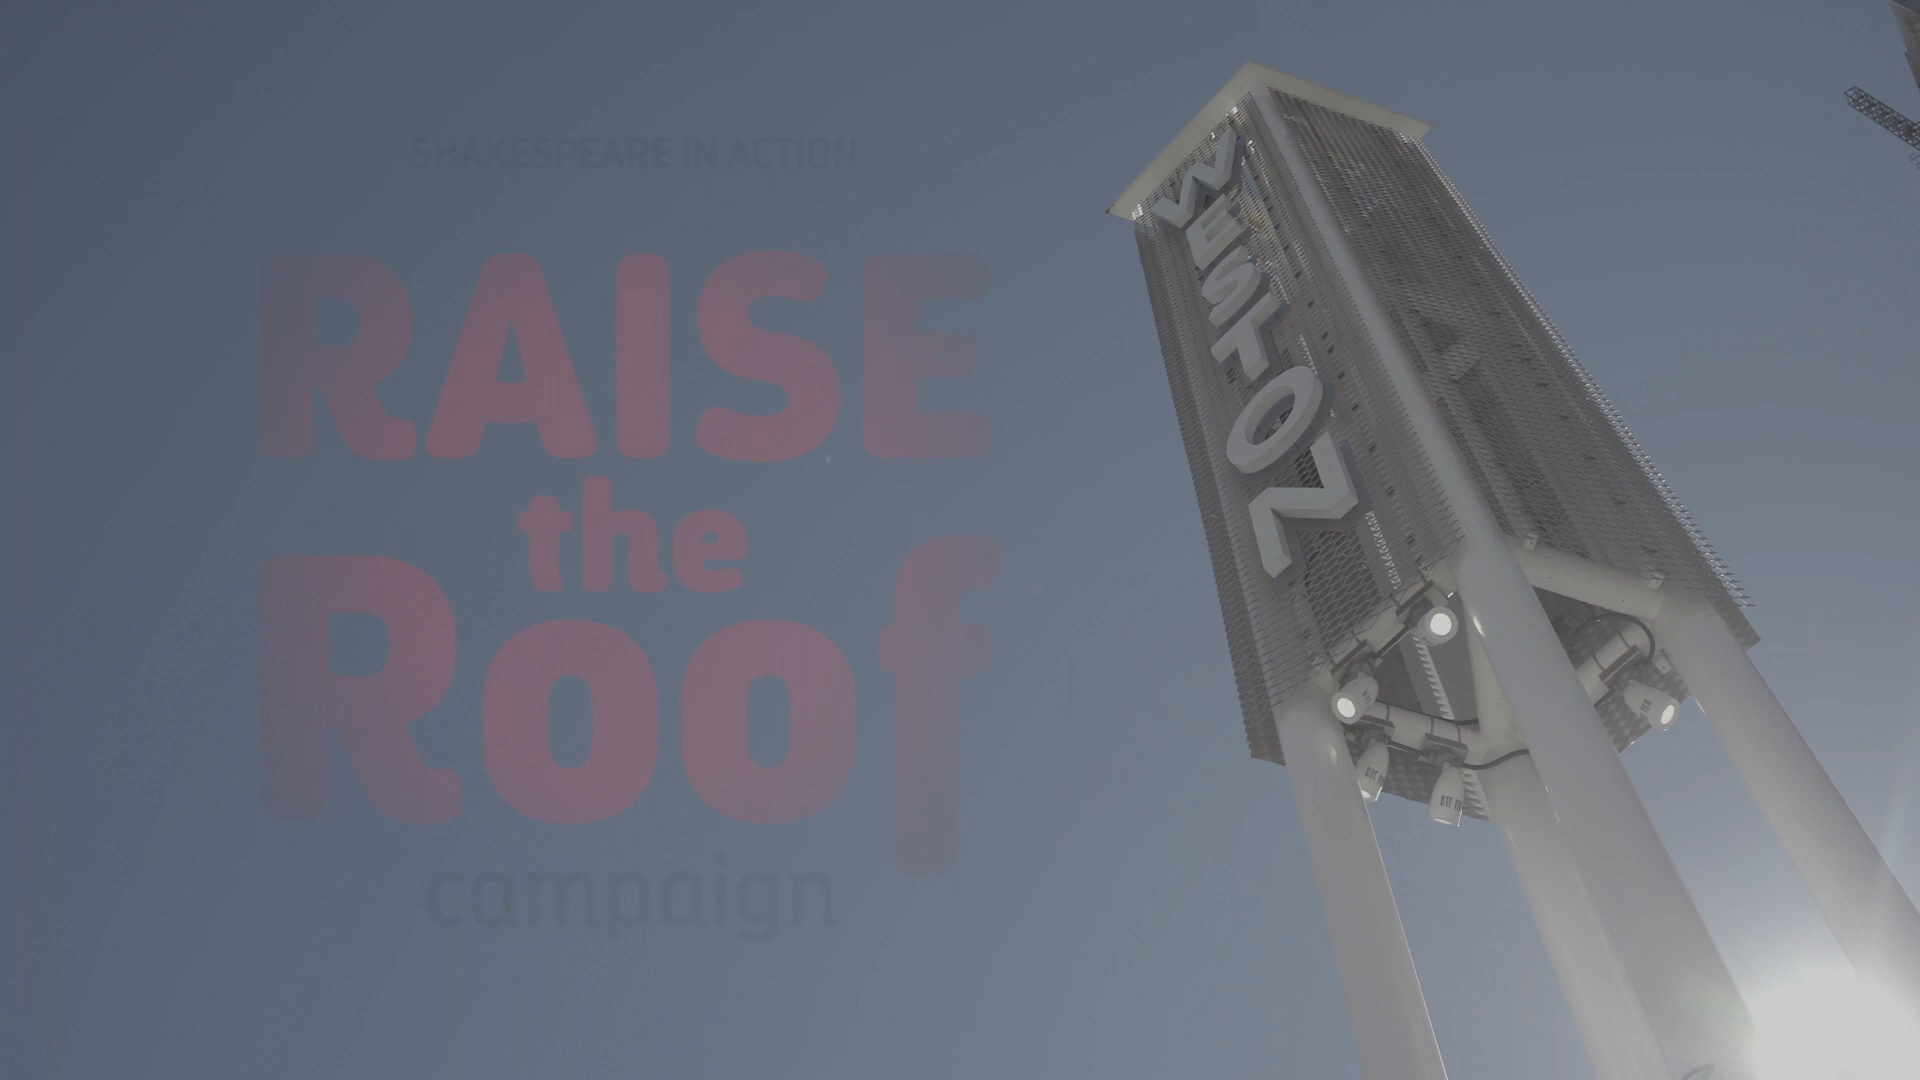 SHAKESPEARE IN ACTION
RAISE
the
Roof
campaign
WESTON